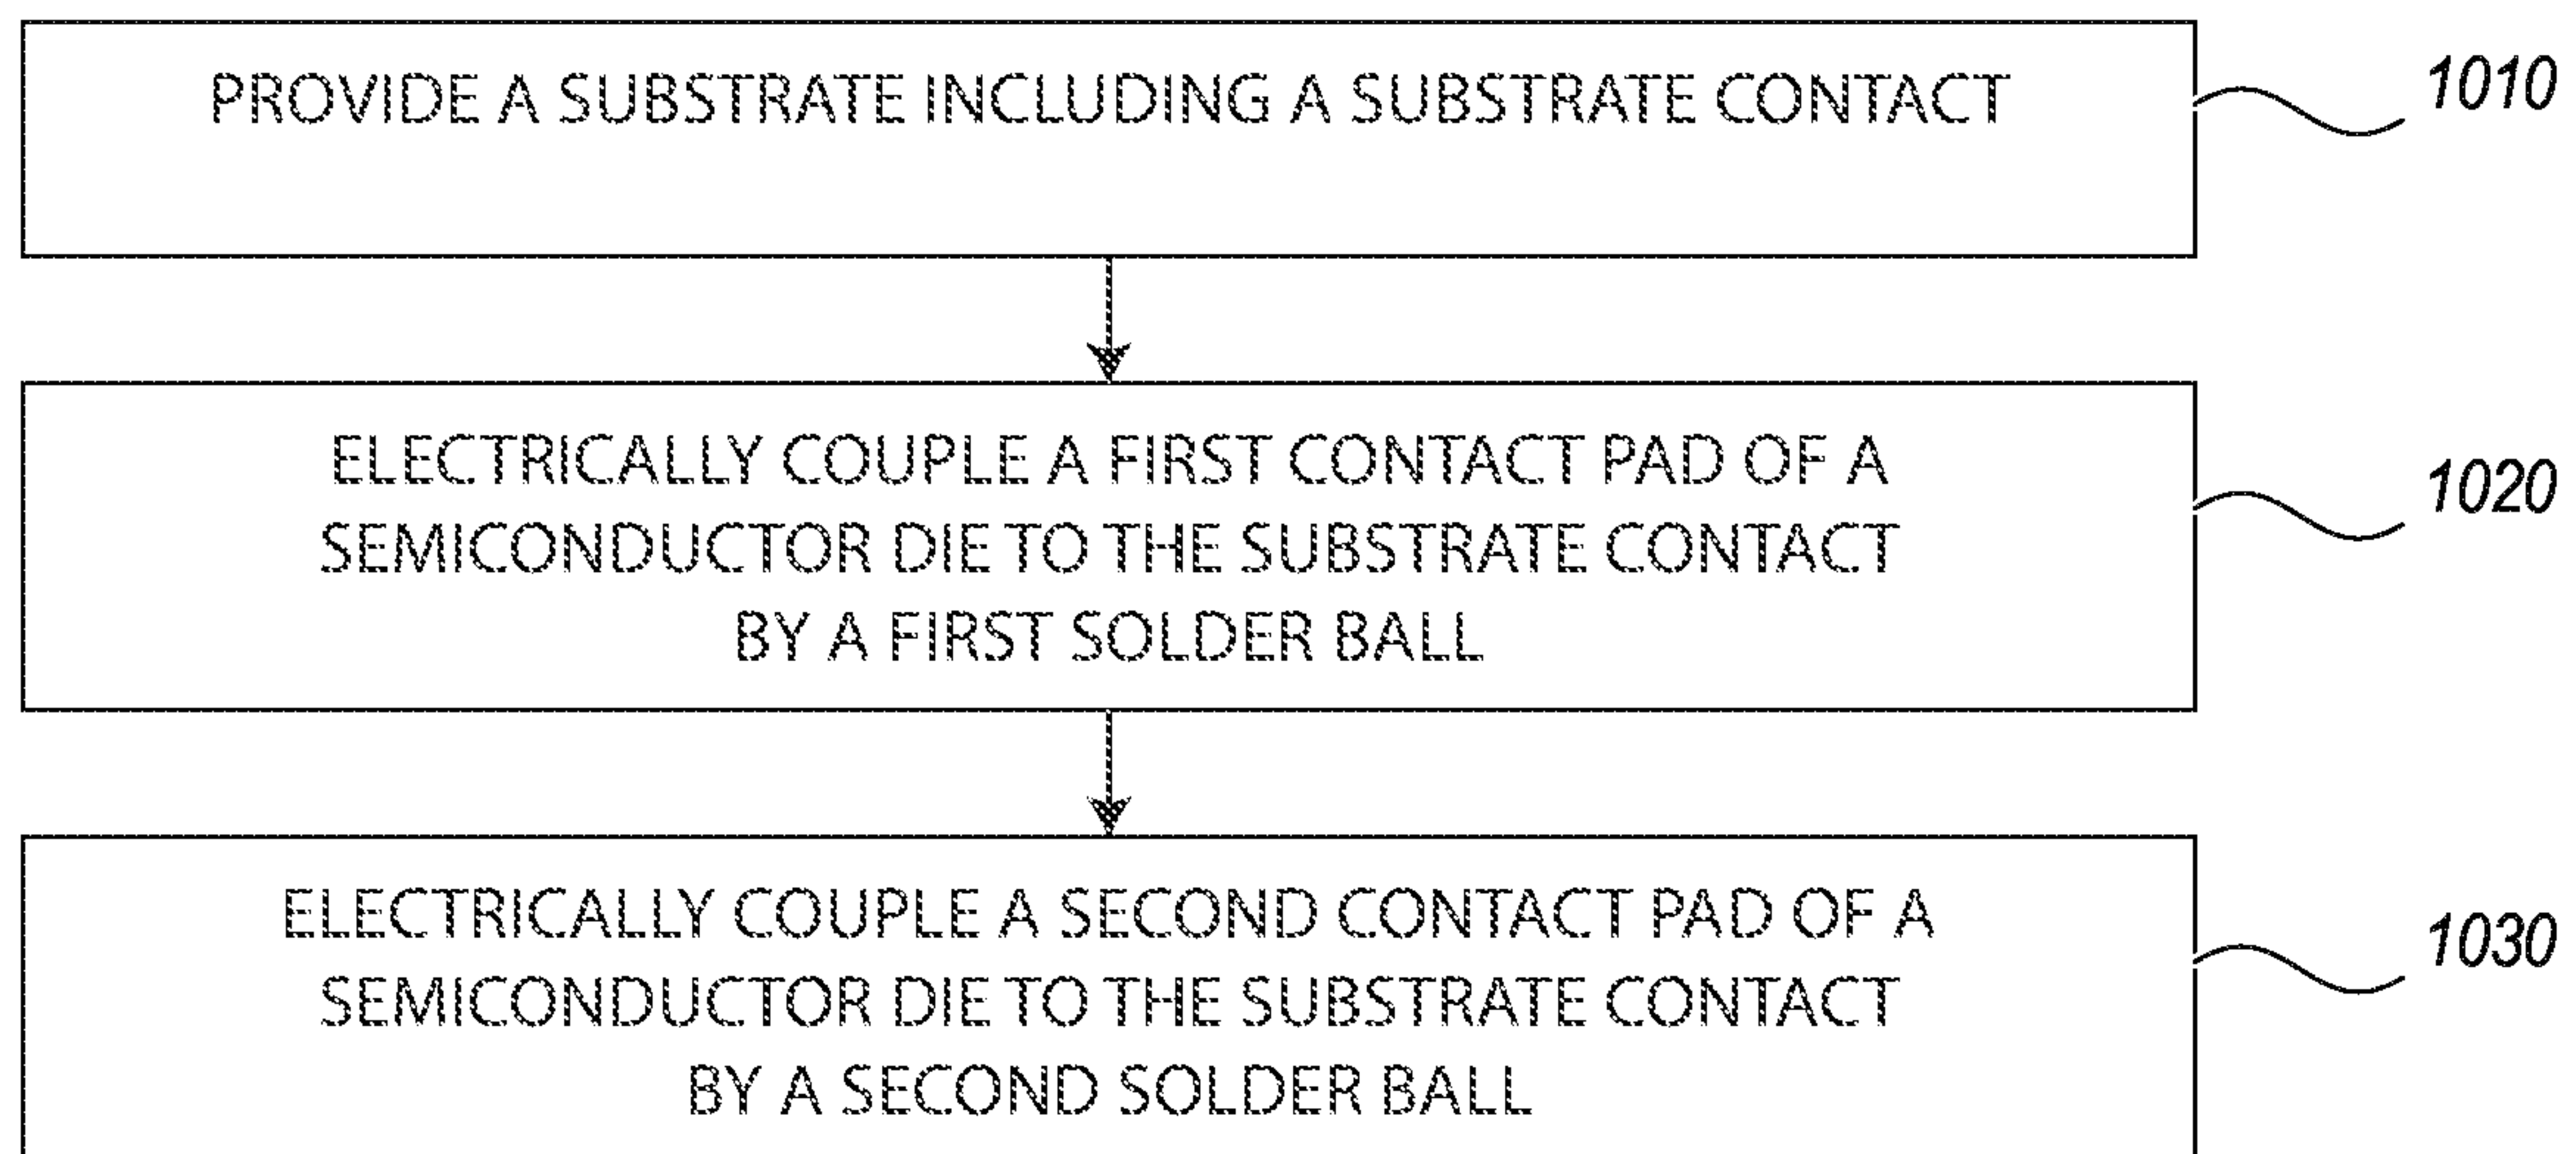 PROVIDE A SUBSTRATE INCLUDING A SUBSTRATE CONTACT
1010
ELECTRICALLY COUPLE A FIRST CONTACT PAD OF A
SEMICONDUCTOR DIE TO THE SUBSTRATE CONTACT
BY A FIRST SOLDER BALL
1020
ELECTRICALLY COUPLE A SECOND CONTACT PAD OF A
SEMICONDUCTOR DIE TO THE SUBSTRATE CONTACT
BY A SECOND SOLDER BALL
1030